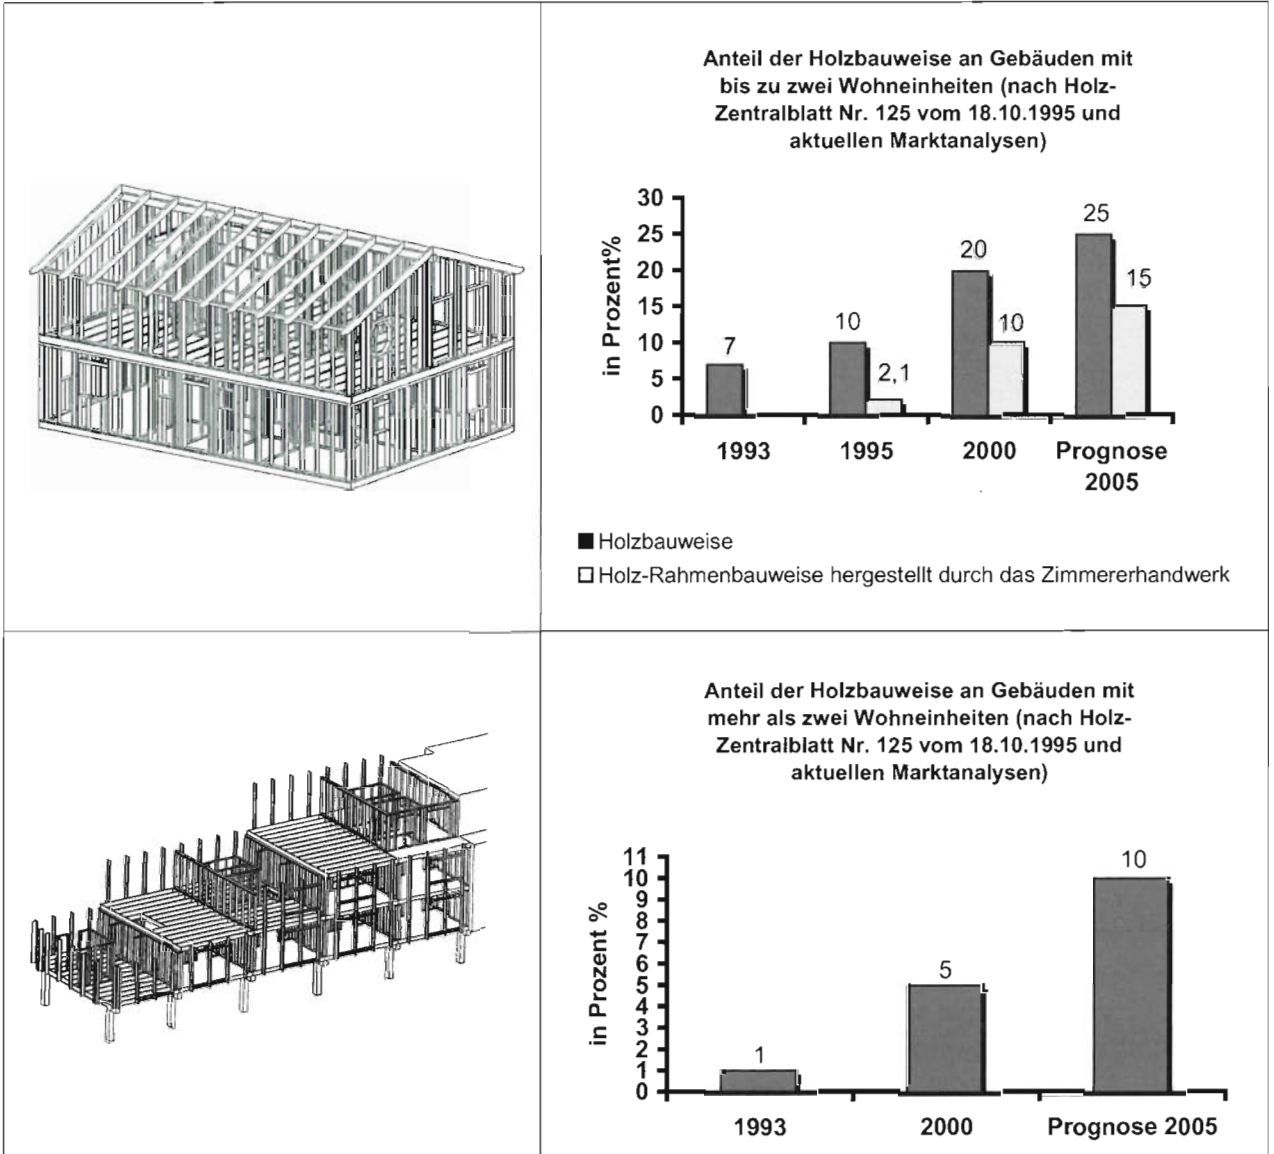 Anteil der Holzbauweise an Gebäuden mit
bis zu zwei Wohneinheiten (nach Holz-
Zentralblatt Nr. 125 vom 18.10.1995 und
aktuellen Marktanalysen)
in Prozent%
30
25
20
15
10
5
0
7
10
2,1
20
10
25
15
1993
1995
2000
Prognose
2005
Holzbauweise
Holz-Rahmenbauweise hergestellt durch das Zimmererhandwerk
Anteil der Holzbauweise an Gebäuden mit
mehr als zwei Wohneinheiten (nach Holz-
Zentralblatt Nr. 125 vom 18.10.1995 und
aktuellen Marktanalysen)
in Prozent %
11
10
9
8
7
6
5
4
3
2
1
0
1
5
10
1993
2000
Prognose 2005